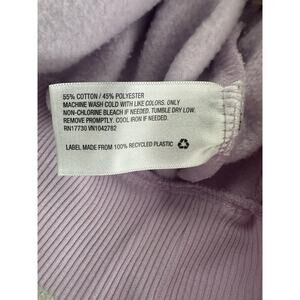 55% COTTON / 45% POLYESTER
MACHINE WASH COLD WITH LIKE COLORS. ONLY
NON-CHLORINE BLEACH IF NEEDED. TUMBLE DRY LOW.
REMOVE PROMPTLY. COOL IRON IF NEEDED.
RN17730 VN1042782
LABEL MADE FROM 100% RECYCLED PLASTIC